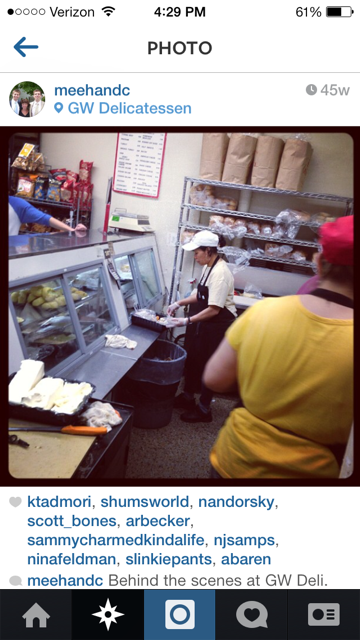 Verizon 4:29 PM 61%
PHOTO
meehandc 45w
GW Delicatessen
ktadmori, shumsworld, nandorsky,
scott_bones, arbecker,
sammycharmedkindalife, njsamps,
ninafeldman, slinkiepants, abaren
meehandc Behind the scenes at GW Deli.